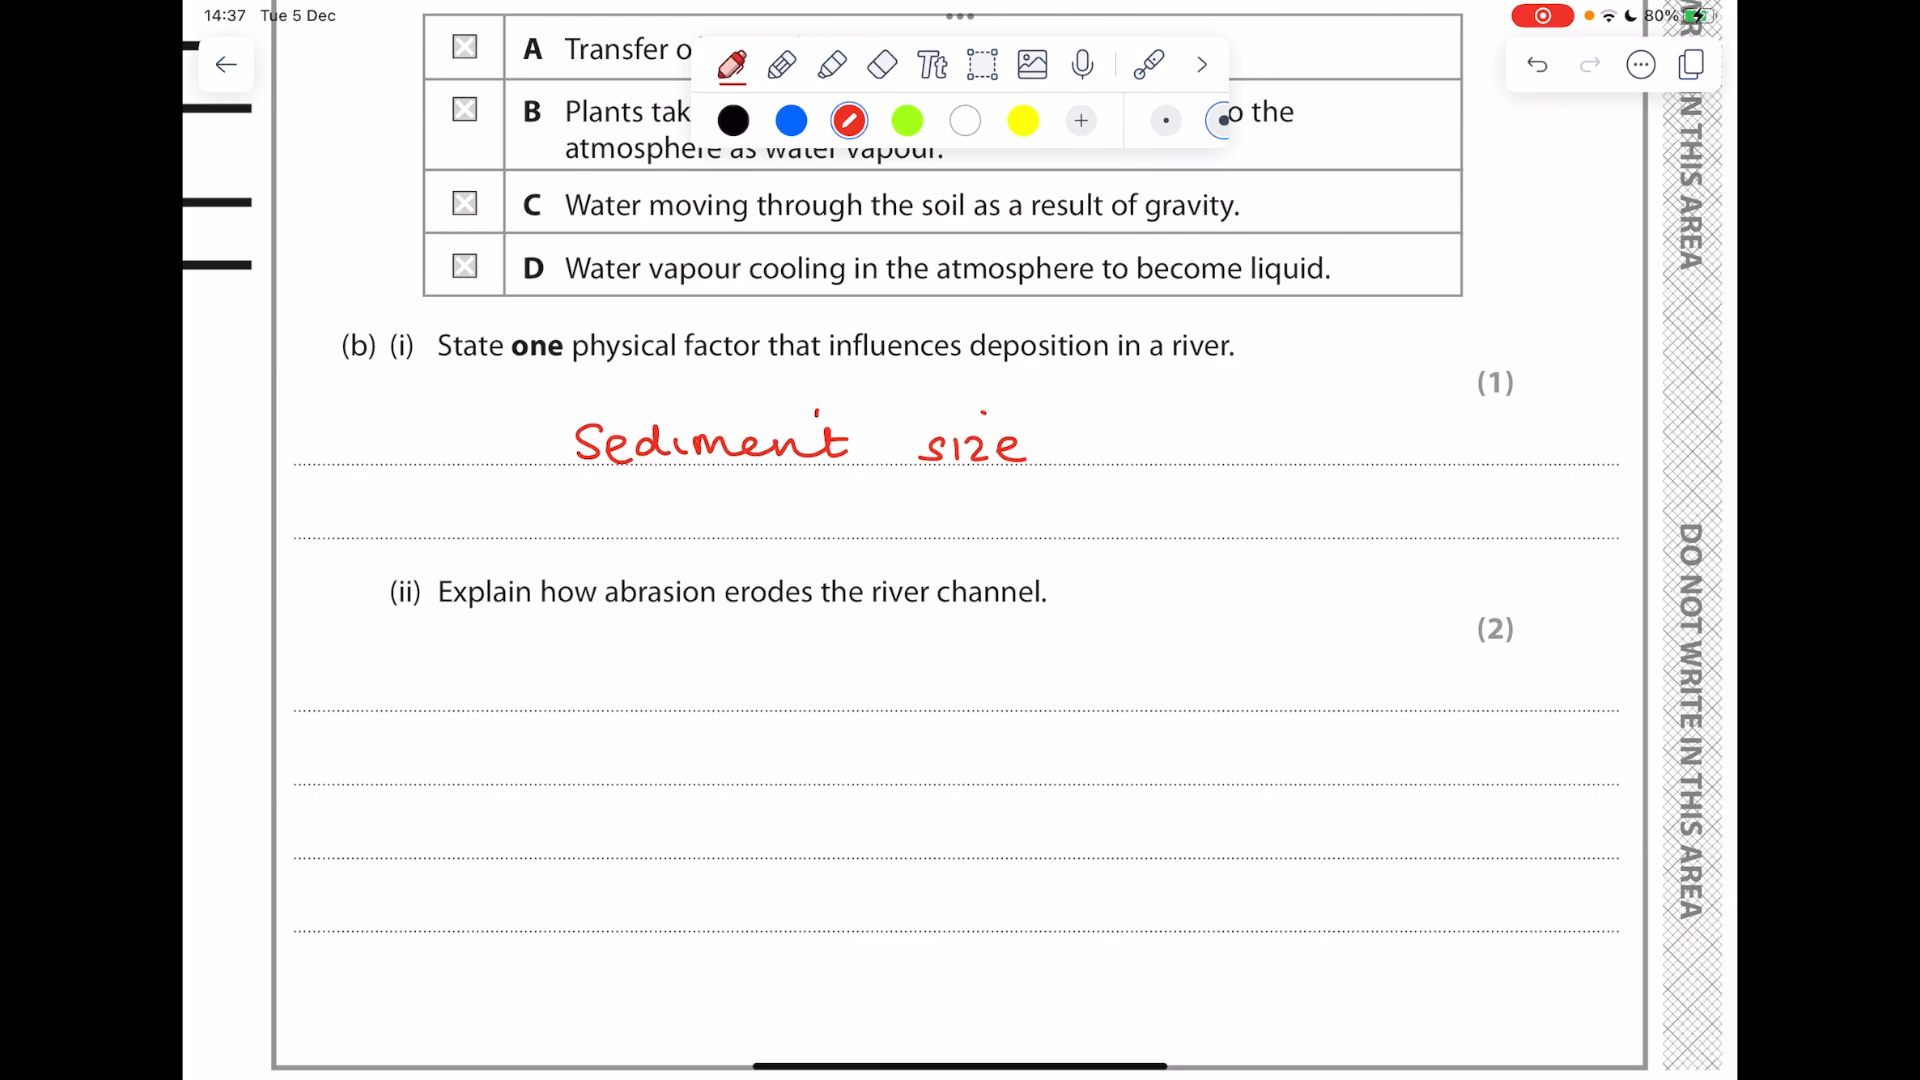 14:37 Tue 5 Dec
80%
A Transfer o
B Plants tak o the
atmosphere as water vapour.
C Water moving through the soil as a result of gravity.
D Water vapour cooling in the atmosphere to become liquid.
(b) (i) State one physical factor that influences deposition in a river.
(1)
Sediment size
(ii) Explain how abrasion erodes the river channel.
(2)
Tt
N THIS AREA
DO NOT WRITE IN THIS AREA